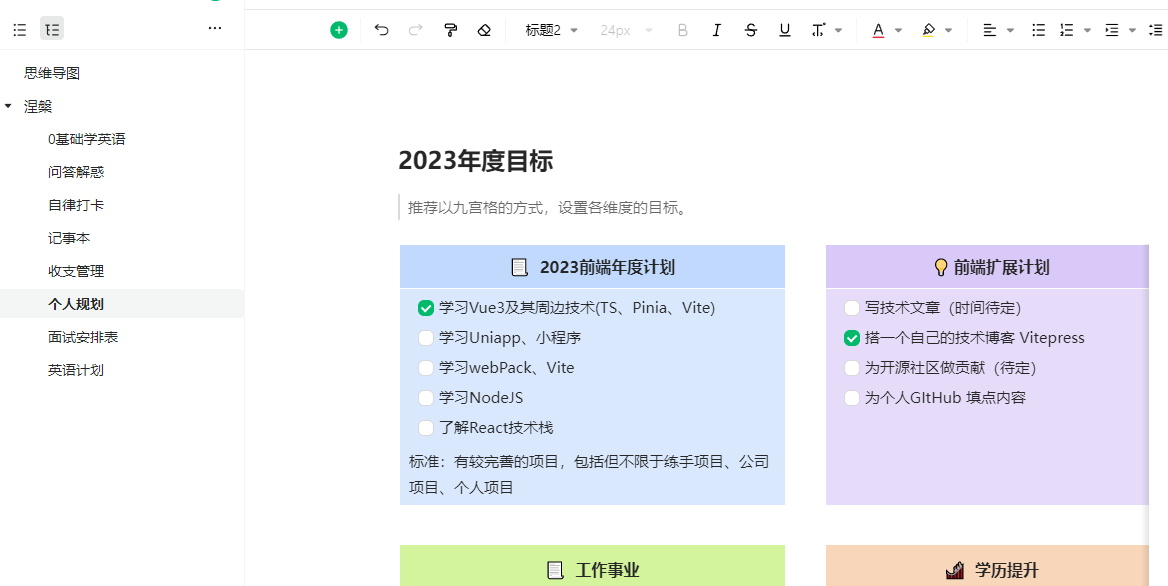 标题2
24px
思维导图
涅槃
0基础学英语
问答解惑
自律打卡
记事本
收支管理
个人规划
面试安排表
英语计划
2023年度目标
推荐以九宫格的方式，设置各维度的目标。
2023前端年度计划
学习Vue3及其周边技术(TS、Pinia、Vite)
学习Uniapp、小程序
学习webPack、Vite
学习NodeJS
了解React技术栈
标准：有较完善的项目，包括但不限于练手项目、公司
项目、个人项目
前端扩展计划
写技术文章（时间待定）
搭一个自己的技术博客 Vitepress
为开源社区做贡献（待定）
为个人GItHub 填点内容
工作事业
学历提升